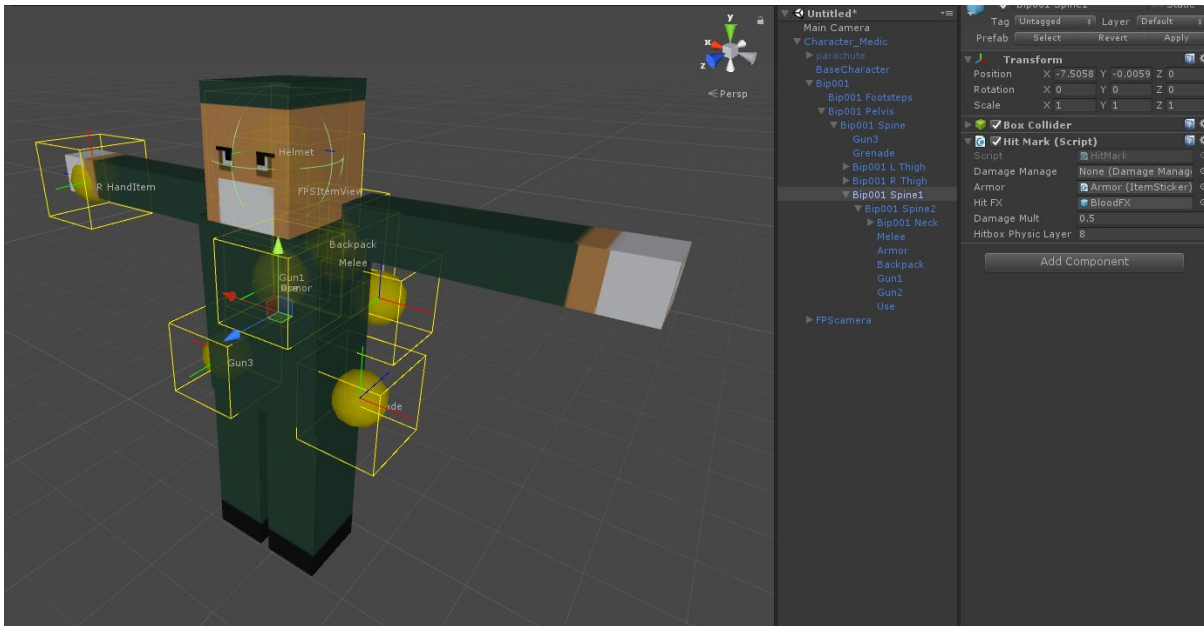 y
x
z
Persp
Helmet
R HandItem
FPSItemView
Backpack
Melee
Gun1
Gun3
Untitled*
Main Camera
Character_Medic
parachute
BaseCharacter
Bip001
Bip001 Footsteps
Bip001 Pelvis
Bip001 Spine
Gun3
Grenade
Bip001 L Thigh
Bip001 R Thigh
Bip001 Spine1
Bip001 Spine2
Bip001 Neck
Melee
Armor
Backpack
Gun1
Gun2
Use
FPScamera
Bip001 Spine1 Static
Tag Untagged Layer Default
Prefab Select Revert Apply
Transform
Position X -7.5058 Y -0.0059 Z 0
Rotation X 0 Y 0 Z 0
Scale X 1 Y 1 Z 1
Box Collider
Hit Mark (Script)
Script HitMark
Damage Manage None (Damage Manag
Armor Armor (ItemSticker)
Hit FX BloodFX
Damage Mult 0.5
Hitbox Physic Layer 8
Add Component